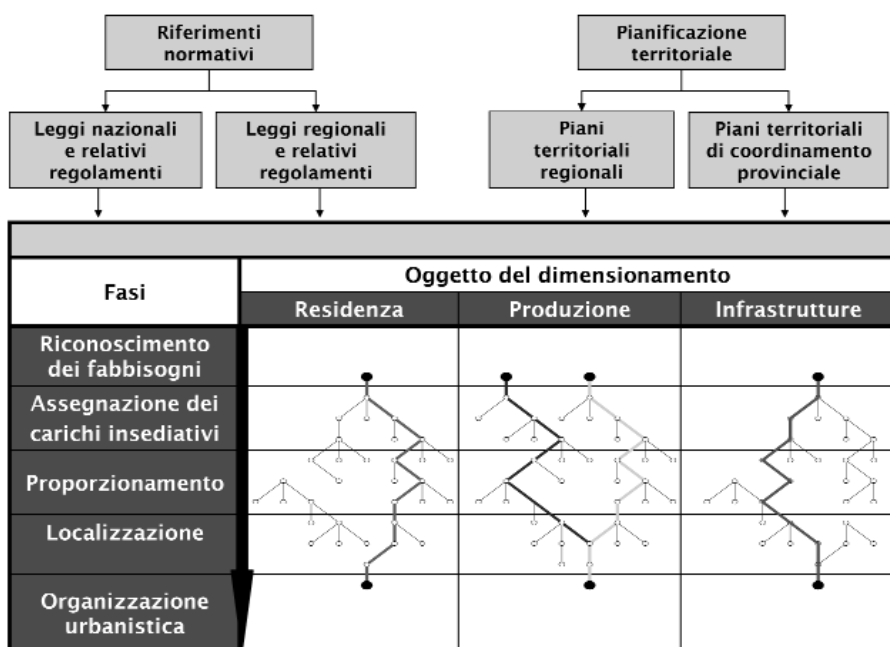 Riferimenti
normativi
Pianificazione
territoriale
Leggi nazionali
e relativi
regolamenti
Leggi regionali
e relativi
regolamenti
Piani
territoriali
regionali
Piani territoriali
di coordinamento
provinciale
Fasi
Oggetto del dimensionamento
Residenza
Produzione
Infrastrutture
Riconoscimento
dei fabbisogni
Assegnazione dei
carichi insediativi
Proporzionamento
Localizzazione
Organizzazione
urbanistica